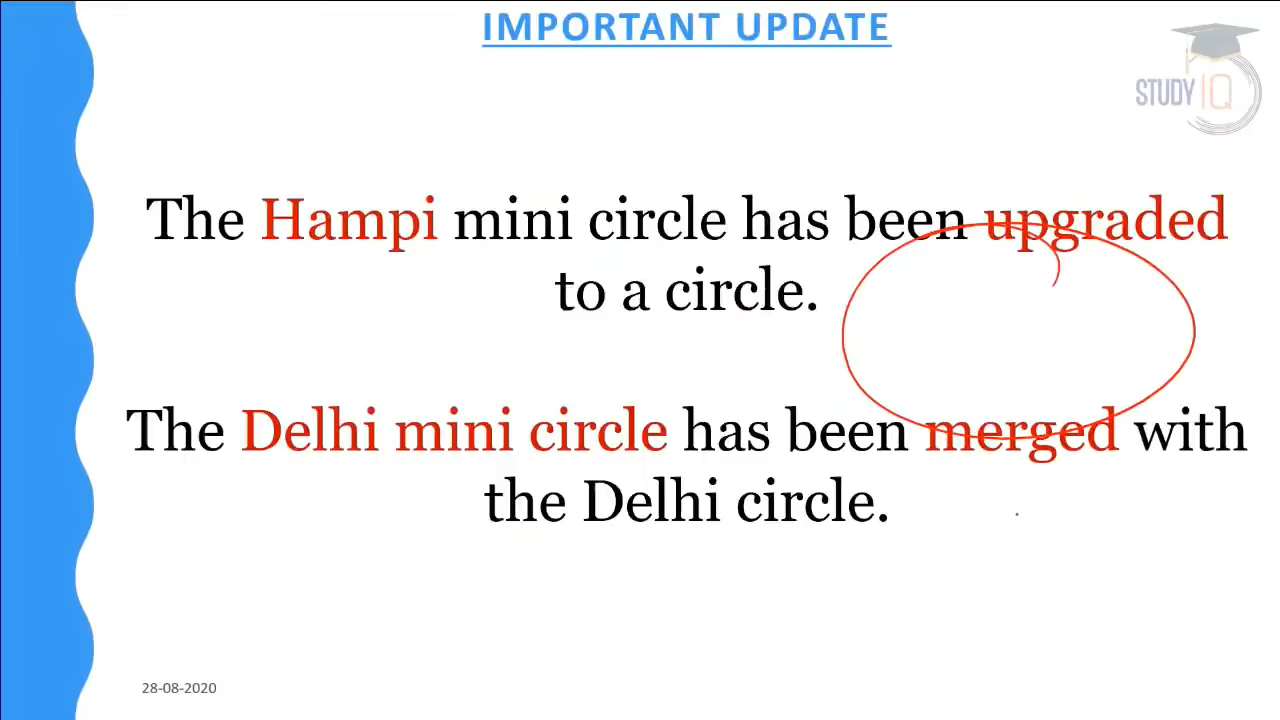 IMPORTANT UPDATE
STUDY IQ
The Hampi mini circle has been upgraded
to a circle.
The Delhi mini circle has been merged with
the Delhi circle.
28-08-2020